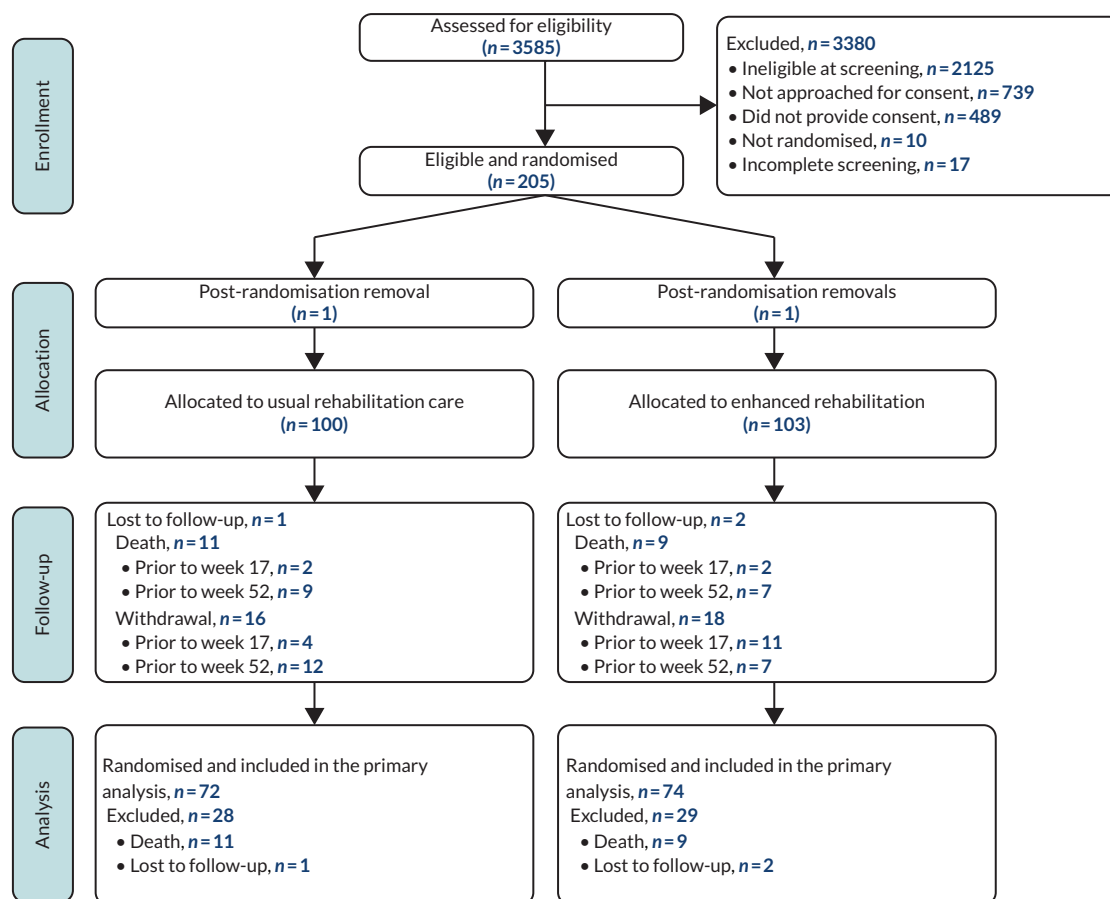 Enrollment
Assessed for eligibility
(n=3585)
Excluded, n=3380
• Ineligible at screening, n=2125
• Not approached for consent, n=739
• Did not provide consent, n=489
• Not randomised, n=10
• Incomplete screening, n=17
Eligible and randomised
(n=205)
Allocation
Post-randomisation removal
(n=1)
Post-randomisation removals
(n=1)
Allocated to usual rehabilitation care
(n=100)
Allocated to enhanced rehabilitation
(n=103)
Follow-up
Lost to follow-up, n=1
Death, n=11
• Prior to week 17, n=2
• Prior to week 52, n=9
Withdrawal, n=16
• Prior to week 17, n=4
• Prior to week 52, n=12
Lost to follow-up, n=2
Death, n=9
• Prior to week 17, n=2
• Prior to week 52, n=7
Withdrawal, n=18
• Prior to week 17, n=11
• Prior to week 52, n=7
Analysis
Randomised and included in the primary
analysis, n=72
Excluded, n=28
• Death, n=11
• Lost to follow-up, n=1
Randomised and included in the primary
analysis, n=74
Excluded, n=29
• Death, n=9
• Lost to follow-up, n=2